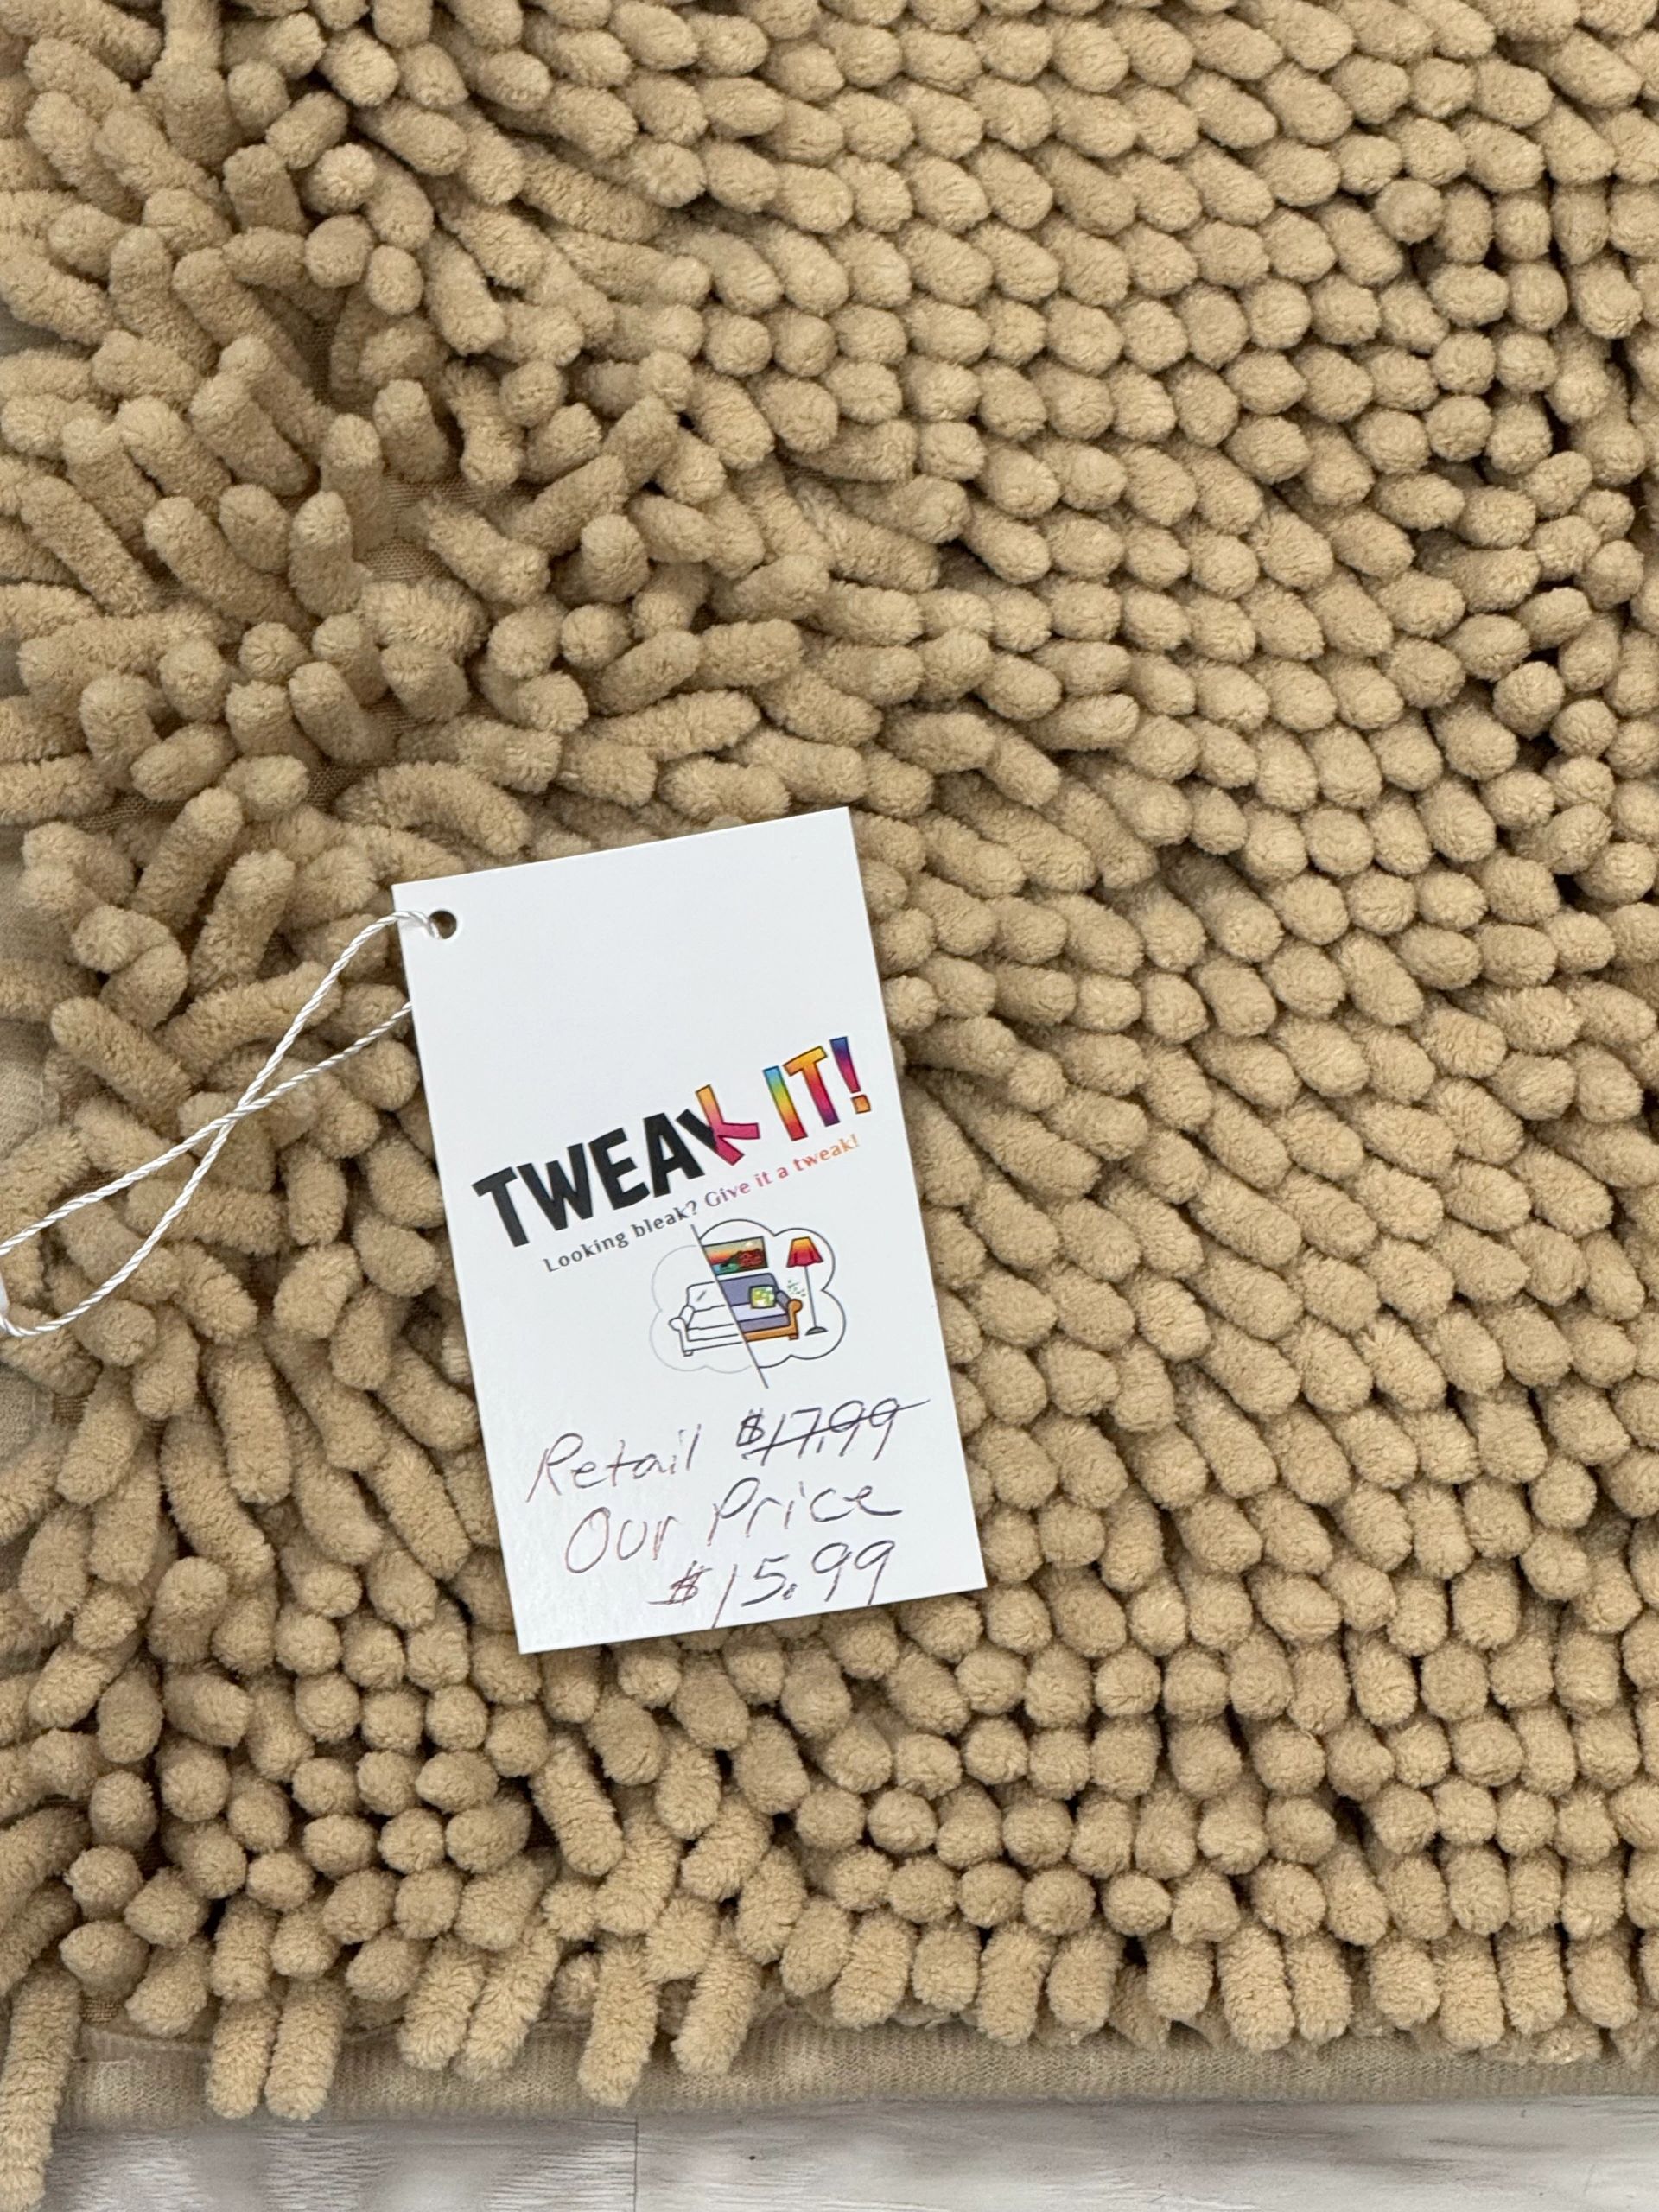 TWEAK IT!
Looking bleak? Give it a tweak!
Retail $17.99
Our Price
$15.99